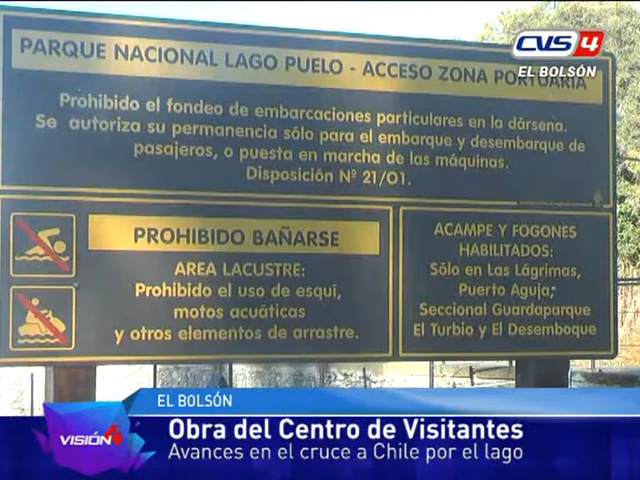 CVS 4
EL BOLSÓN
PARQUE NACIONAL LAGO PUELO - ACCESO ZONA PORTUARIA
Prohibido el fondeo de embarcaciones particulares en la dársena.
Se autoriza su permanencia sólo para el embarque y desembarque de
pasajeros, o puesta en marcha de las máquinas.
Disposición Nº 21/01.
PROHIBIDO BAÑARSE
AREA LACUSTRE:
Prohibido el uso de esquí,
motos acuáticas
y otros elementos de arrastre.
ACAMPE Y FOGONES
HABILITADOS:
Sólo en Las Lágrimas,
Puerto Aguja,
Seccional Guardaparque
El Turbio y El Desemboque
EL BOLSÓN
VISIÓN 4
Obra del Centro de Visitantes
Avances en el cruce a Chile por el lago